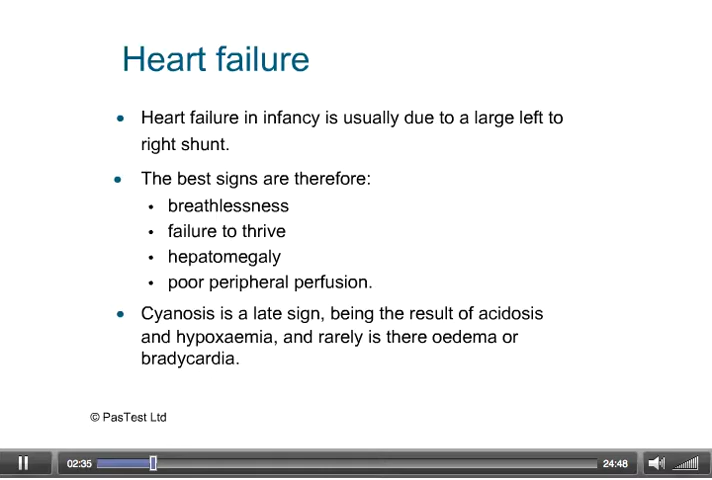 Heart failure
• Heart failure in infancy is usually due to a large left to
right shunt.
• The best signs are therefore:
• breathlessness
• failure to thrive
• hepatomegaly
• poor peripheral perfusion.
• Cyanosis is a late sign, being the result of acidosis
and hypoxaemia, and rarely is there oedema or
bradycardia.
© PasTest Ltd
02:35 24:48